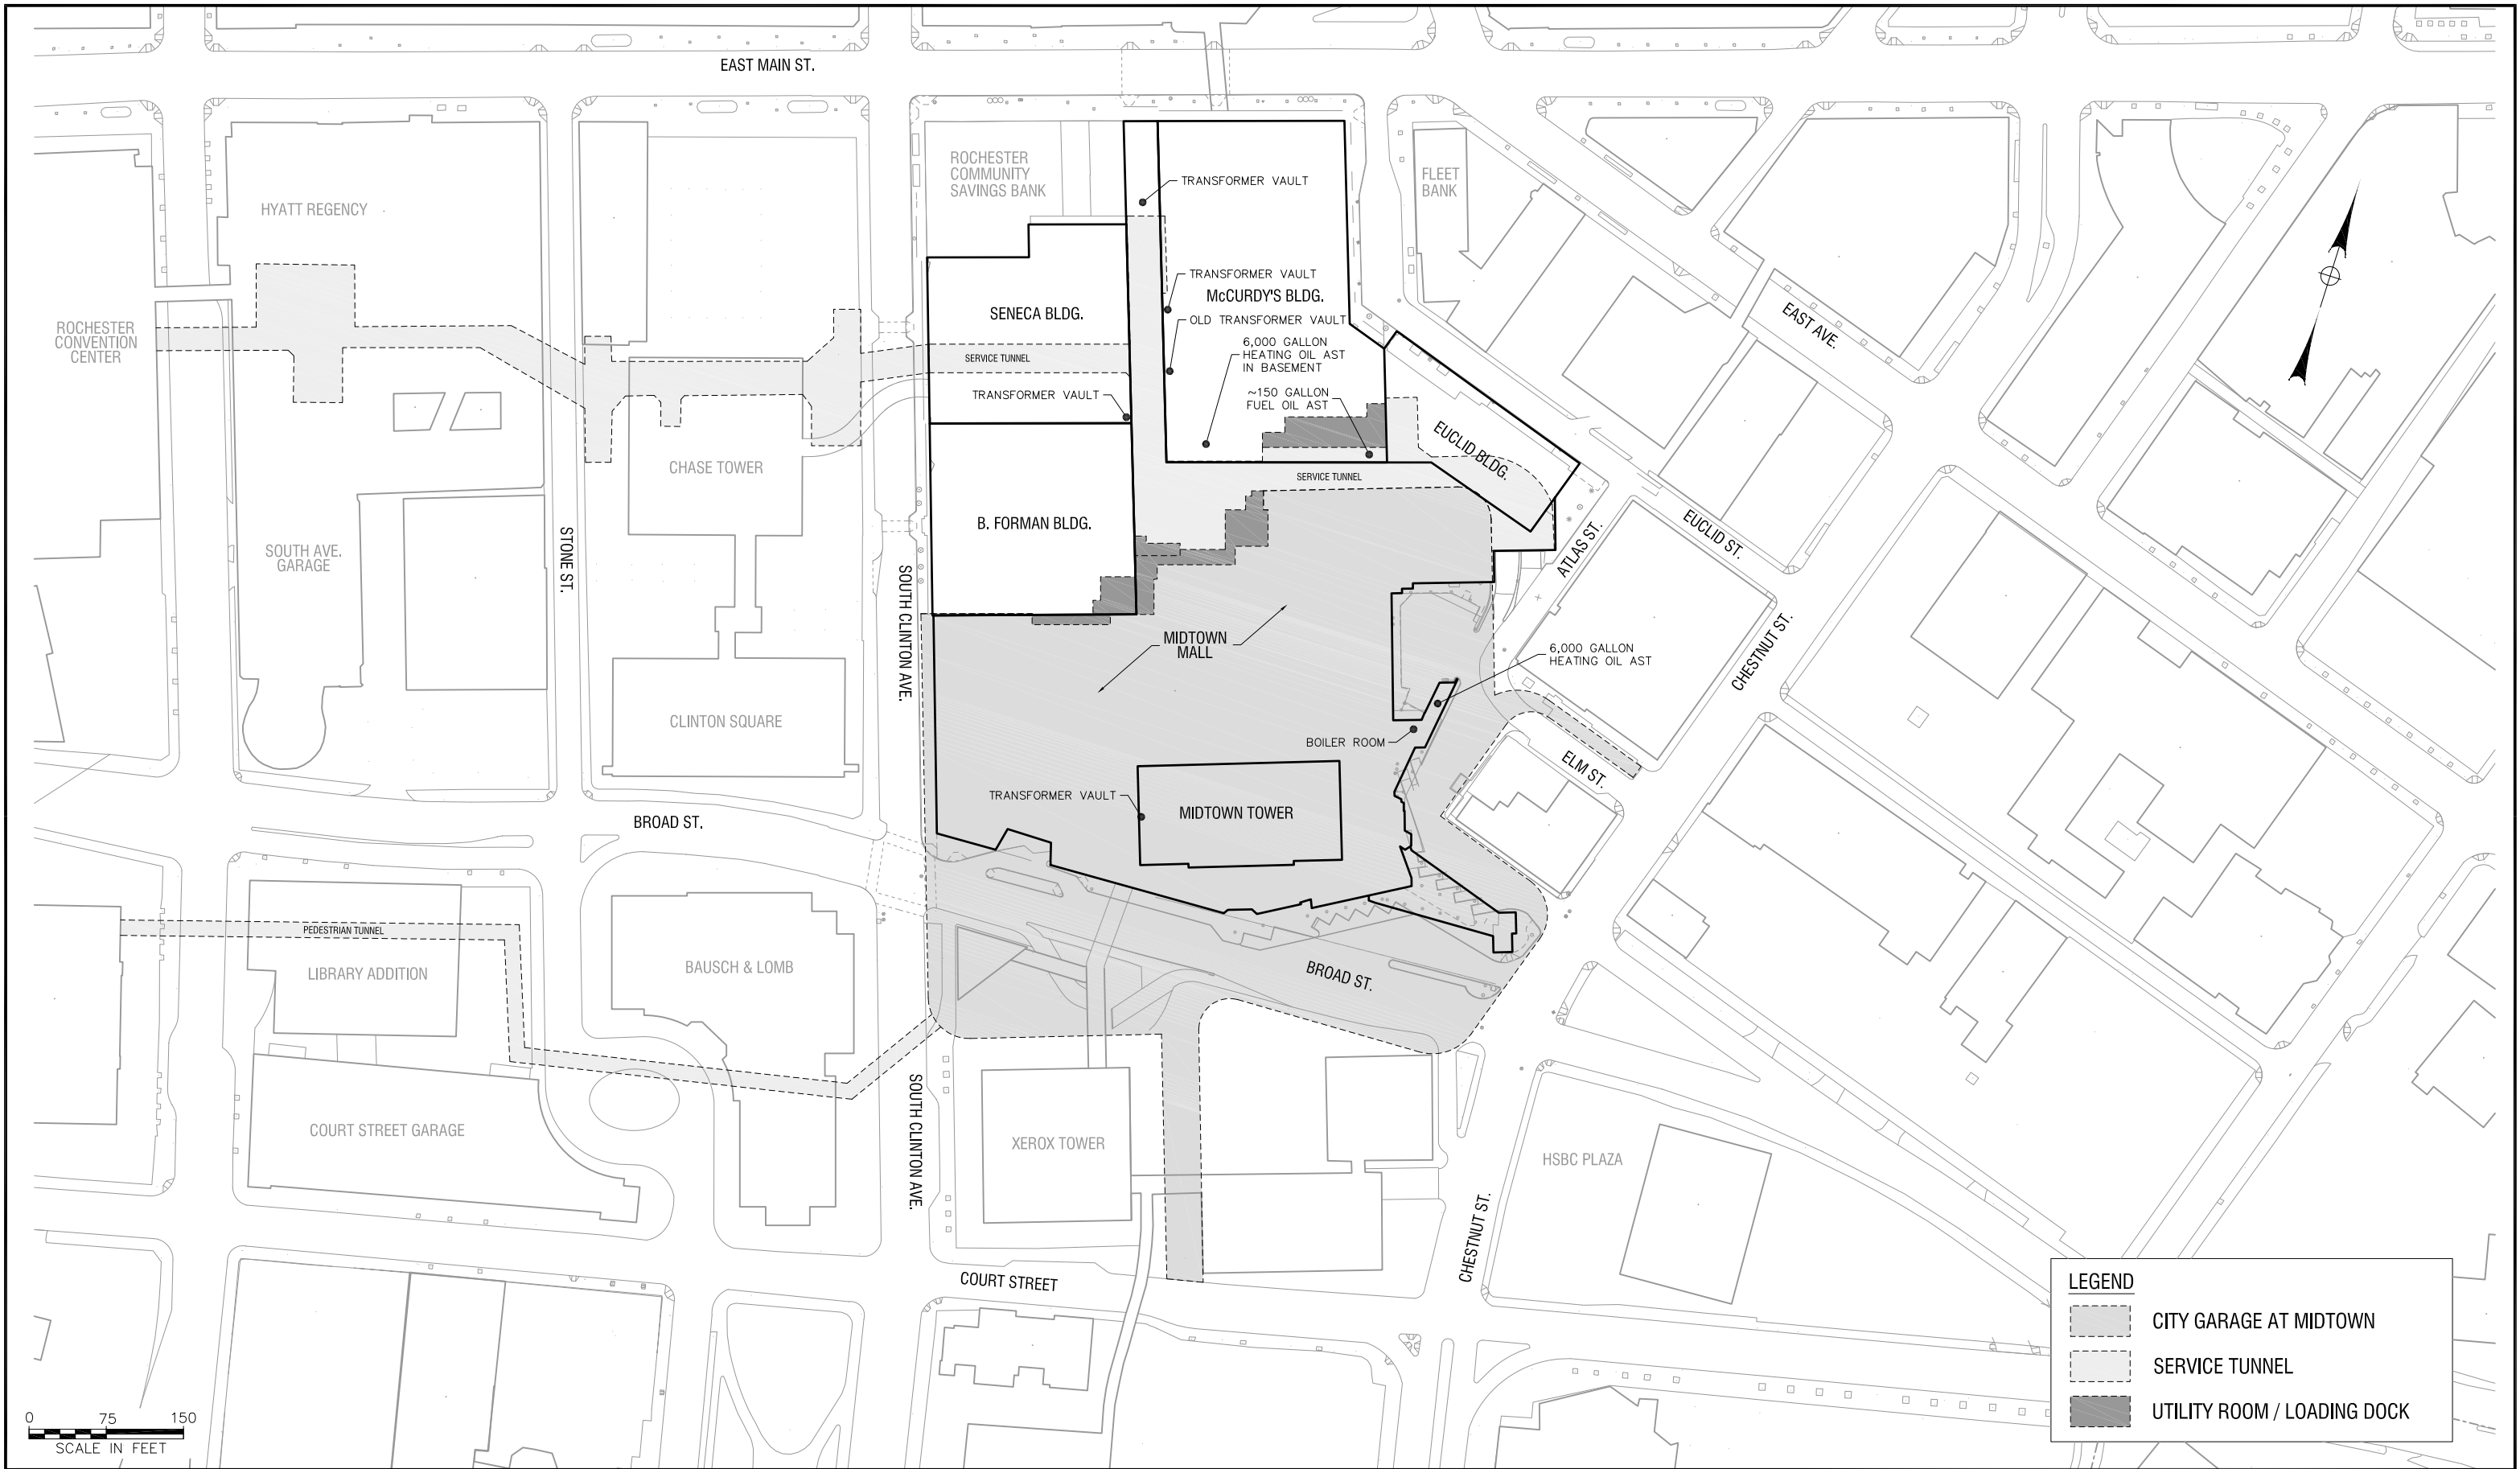 EAST MAIN ST.
ROCHESTER
COMMUNITY
SAVINGS BANK
TRANSFORMER VAULT
FLEET
BANK
HYATT REGENCY
TRANSFORMER VAULT
McCURDY'S BLDG.
SENECA BLDG.
OLD TRANSFORMER VAULT
EAST AVE.
ROCHESTER
CONVENTION
CENTER
6,000 GALLON
HEATING OIL AST
IN BASEMENT
SERVICE TUNNEL
TRANSFORMER VAULT
~150 GALLON
FUEL OIL AST
EUCLID BLDG.
CHASE TOWER
SERVICE TUNNEL
B. FORMAN BLDG.
EUCLID ST.
ATLAS ST.
SOUTH AVE.
GARAGE
STONE ST.
SOUTH CLINTON AVE.
MIDTOWN
MALL
6,000 GALLON
HEATING OIL AST
CHESTNUT ST.
CLINTON SQUARE
BOILER ROOM
ELM ST.
TRANSFORMER VAULT
MIDTOWN TOWER
BROAD ST.
PEDESTRIAN TUNNEL
LIBRARY ADDITION
BAUSCH & LOMB
BROAD ST.
COURT STREET GARAGE
SOUTH CLINTON AVE.
XEROX TOWER
HSBC PLAZA
CHESTNUT ST.
COURT STREET
LEGEND
CITY GARAGE AT MIDTOWN
SERVICE TUNNEL
UTILITY ROOM / LOADING DOCK
0 75 150
SCALE IN FEET